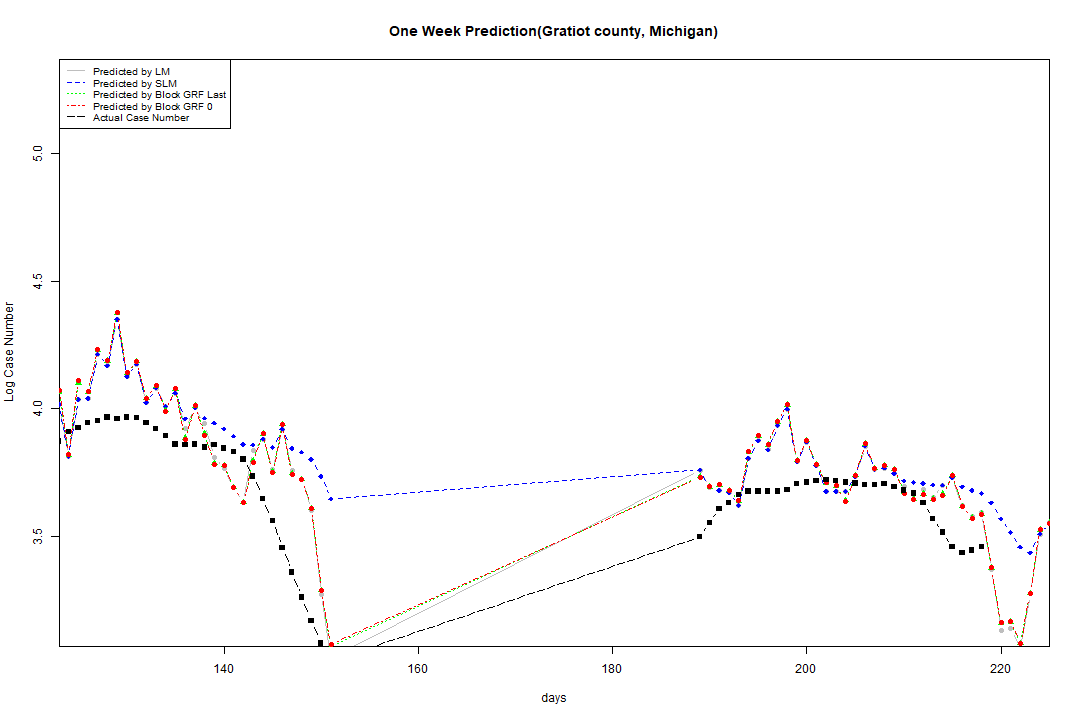 One Week Prediction(Gratiot county, Michigan)
Predicted by LM
Predicted by SLM
Predicted by Block GRF Last
Predicted by Block GRF 0
Actual Case Number
5.0
4.5
4.0
3.5
Log Case Number
140 160 180 200 220
days